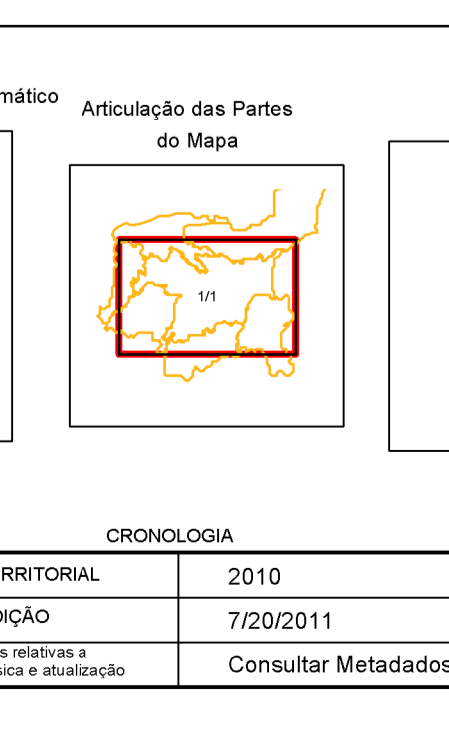 mático
Articulação das Partes
do Mapa
1/1
CRONOLOGIA
RRITORIAL
2010
DIÇÃO
7/20/2011
s relativas a
sica e atualização
Consultar Metadados